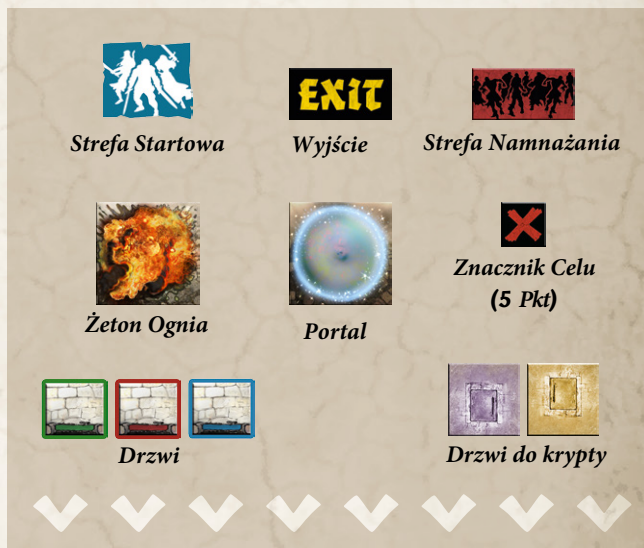 Strefa Startowa
EXIT
Wyjście
Strefa Namnażania
Żeton Ognia
Portal
Znacznik Celu
(5 Pkt)
Drzwi
Drzwi do krypty